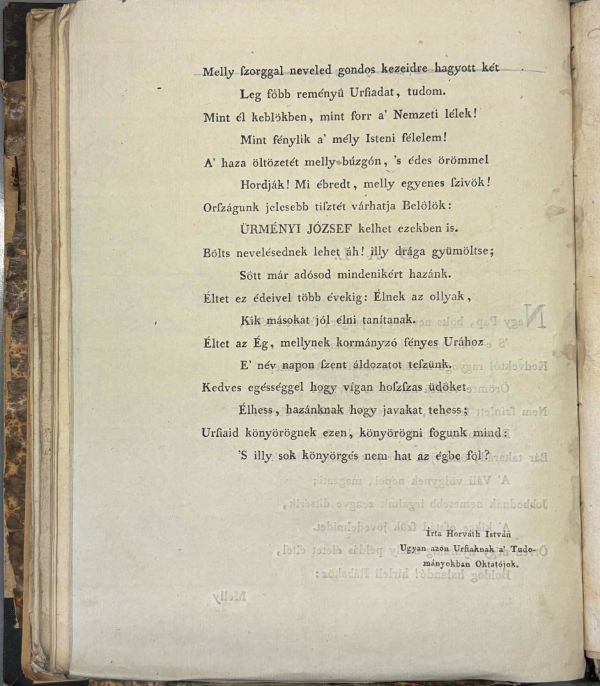 Melly ſzorggal neveled gondos kezeidre hagyott két
Leg főbb reményű Urfiadat, tudom.
Mint él keblökben, mint forr a' Nemzeti lélek!
Mint fénylik a' mély Isteni félelem!
A' haza öltözetét melly búzgón, 's édes örömmel
Hordják! Mi ébredt, melly egyenes szivök!
Orſzágunk jelesebb tisztét várhatja Belőlök:
ÜRMÉNYI JÓZSEF kelhet ezekben is.
Bölts nevelésednek lehet áh! illy drága gyümöltse;
Sőtt már adósod mindenikért hazánk.
Éltet ez édeivel több évekig: Élnek az ollyak,
Kik másokat jól élni tanítanak.
Éltet az Ég, mellynek kormányzó fényes Urához
E' név napon ſzent áldozatot teſzünk.
Kedves egésséggel hogy vígan hoſzſzas üdőket
Élhess, hazánknak hogy javakat tehess;
Urfiaid könyörögnek ezen, könyörögni fogunk mind:
'S illy sok könyörgés nem hat az égbe föl?
Írta Horváth István
Ugyan azon Urfiaknak a' Tudo-
mányokban Oktatójok.